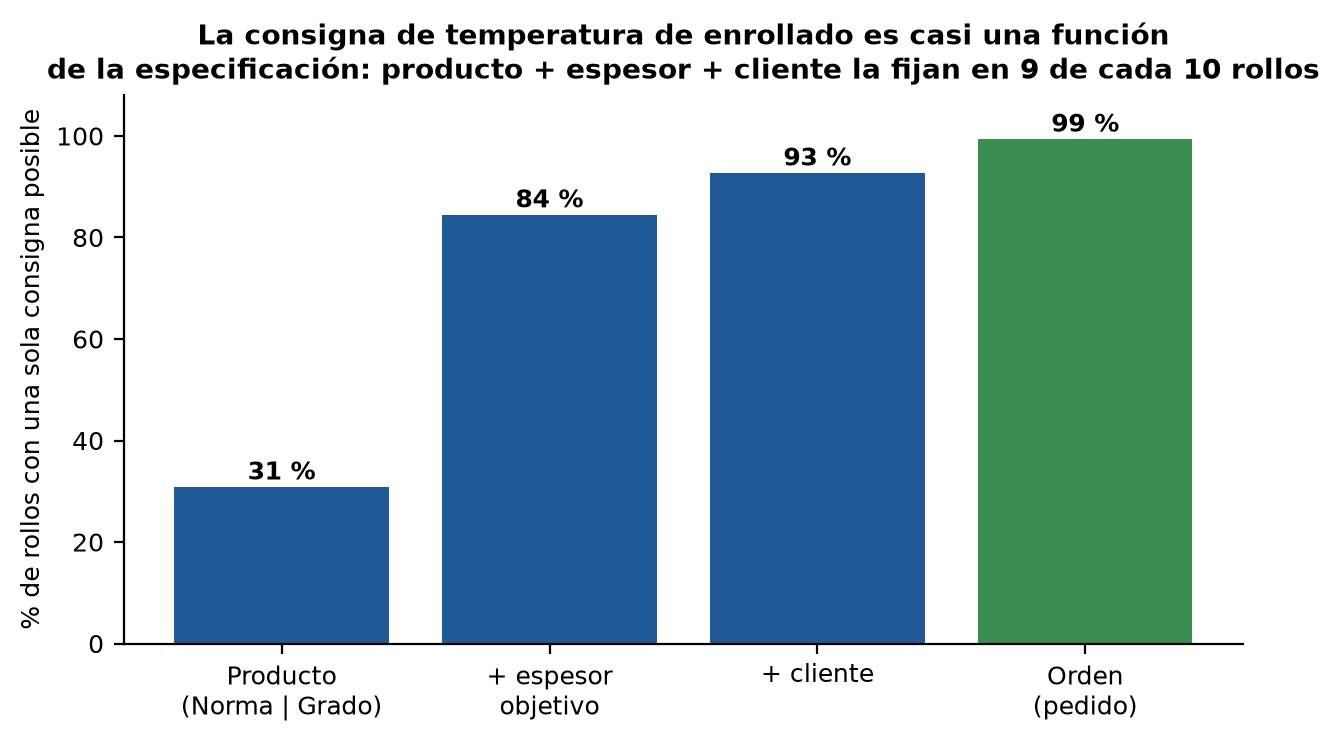 La consigna de temperatura de enrollado es casi una función
de la especificación: producto + espesor + cliente la fijan en 9 de cada 10 rollos
% de rollos con una sola consigna posible
100
80
60
40
20
0
31 %
84 %
93 %
99 %
Producto
(Norma | Grado)
+ espesor
objetivo
+ cliente
Orden
(pedido)